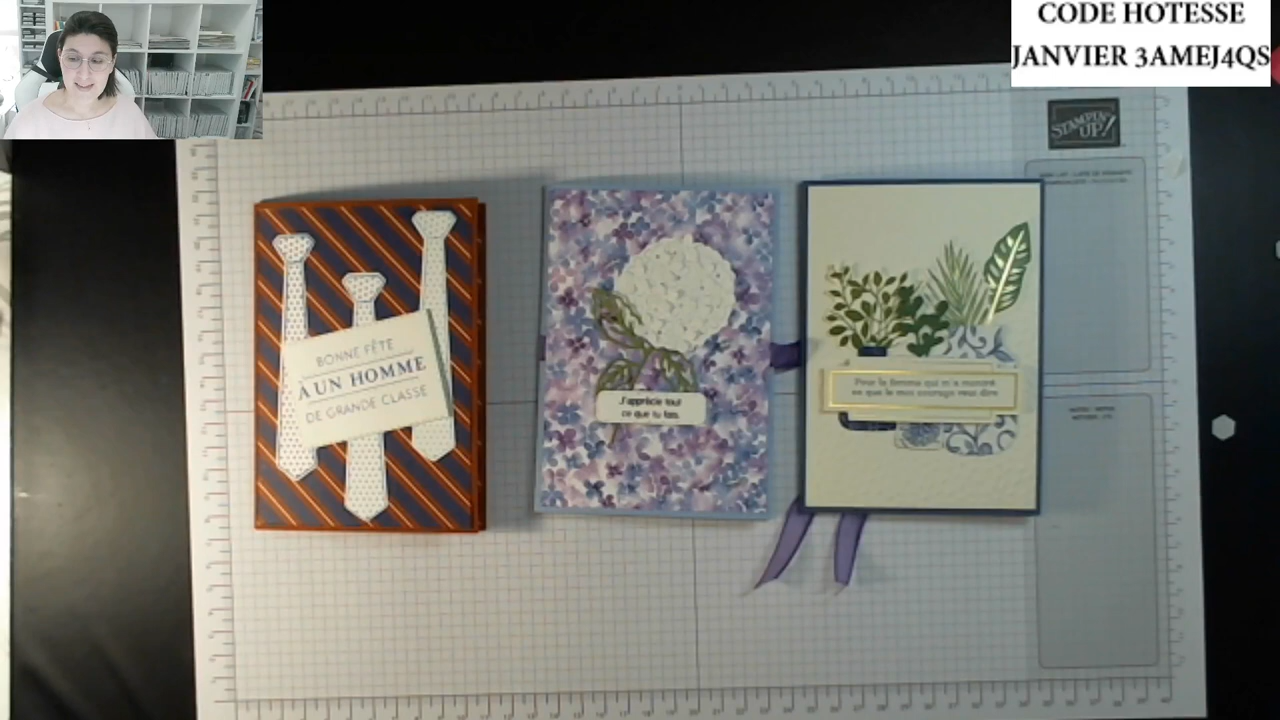 CODE HOTESSE
JANVIER 3AMEJ4QS
STAMPIN'
UP!
BONNE FÊTE
À UN HOMME
DE GRANDE CLASSE
J'apprécie tout
ce que tu fais.
Pour la femme qui m'a montré
ce que le mot courage veut dire